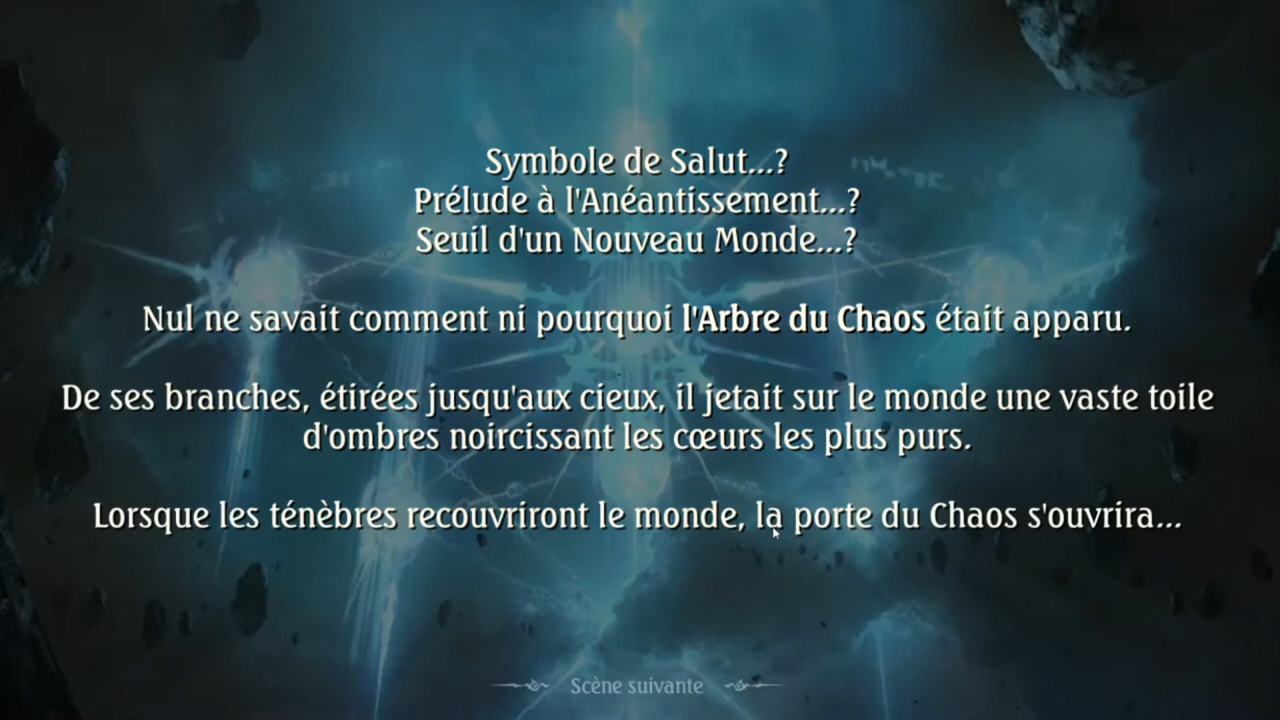 Symbole de Salut...?
Prélude à l'Anéantissement...?
Seuil d'un Nouveau Monde...?
Nul ne savait comment ni pourquoi l'Arbre du Chaos était apparu.
De ses branches, étirées jusqu'aux cieux, il jetait sur le monde une vaste toile
d'ombres noircissant les cœurs les plus purs.
Lorsque les ténèbres recouvriront le monde, la porte du Chaos s'ouvrira...
Scène suivante